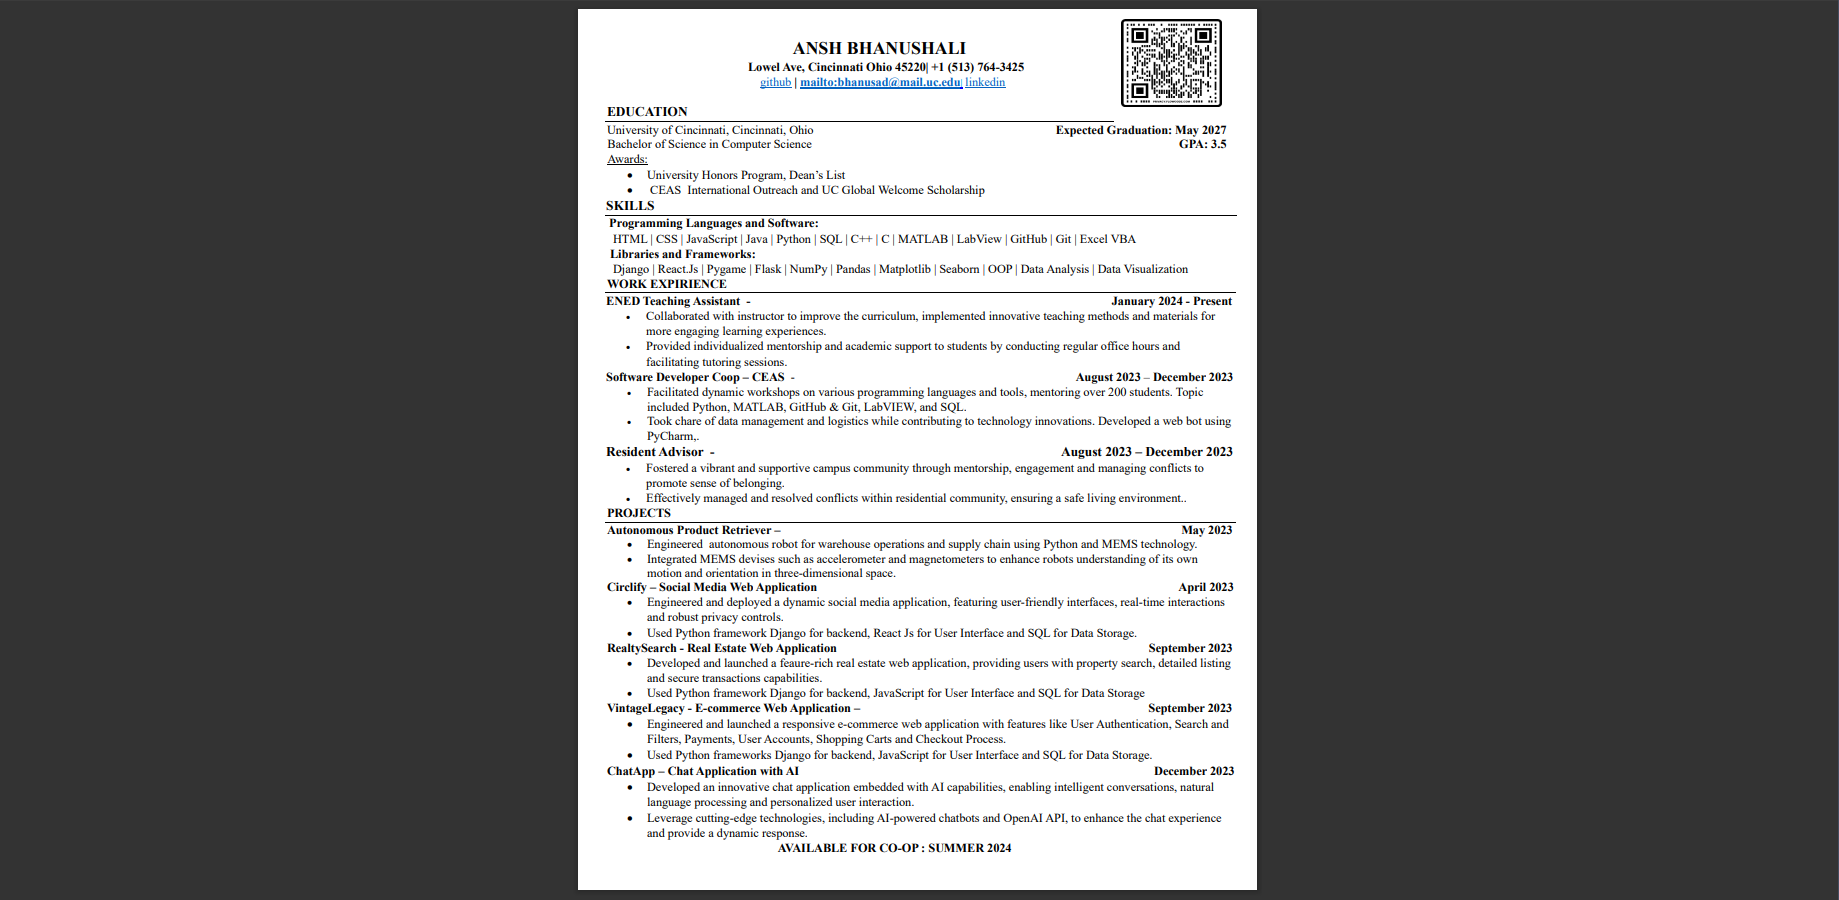 ANSH BHANUSHALI
Lowel Ave, Cincinnati Ohio 45220| +1 (513) 764-3425
github | mailto:bhanusad@mail.uc.edu| linkedin
EDUCATION
University of Cincinnati, Cincinnati, Ohio Expected Graduation: May 2027
Bachelor of Science in Computer Science GPA: 3.5
Awards:
• University Honors Program, Dean's List
• CEAS International Outreach and UC Global Welcome Scholarship
SKILLS
Programming Languages and Software:
HTML | CSS | JavaScript | Java | Python | SQL | C++ | C | MATLAB | LabView | GitHub | Git | Excel VBA
Libraries and Frameworks:
Django | React.Js | Pygame | Flask | NumPy | Pandas | Matplotlib | Seaborn | OOP | Data Analysis | Data Visualization
WORK EXPIRIENCE
ENED Teaching Assistant - January 2024 - Present
• Collaborated with instructor to improve the curriculum, implemented innovative teaching methods and materials for
more engaging learning experiences.
• Provided individualized mentorship and academic support to students by conducting regular office hours and
facilitating tutoring sessions.
Software Developer Coop – CEAS - August 2023 – December 2023
• Facilitated dynamic workshops on various programming languages and tools, mentoring over 200 students. Topic
included Python, MATLAB, GitHub & Git, LabVIEW, and SQL.
• Took chare of data management and logistics while contributing to technology innovations. Developed a web bot using
PyCharm,.
Resident Advisor - August 2023 – December 2023
• Fostered a vibrant and supportive campus community through mentorship, engagement and managing conflicts to
promote sense of belonging.
• Effectively managed and resolved conflicts within residential community, ensuring a safe living environment..
PROJECTS
Autonomous Product Retriever – May 2023
• Engineered autonomous robot for warehouse operations and supply chain using Python and MEMS technology.
• Integrated MEMS devises such as accelerometer and magnetometers to enhance robots understanding of its own
motion and orientation in three-dimensional space.
Circlify – Social Media Web Application April 2023
• Engineered and deployed a dynamic social media application, featuring user-friendly interfaces, real-time interactions
and robust privacy controls.
• Used Python framework Django for backend, React Js for User Interface and SQL for Data Storage.
RealtySearch - Real Estate Web Application September 2023
• Developed and launched a feaure-rich real estate web application, providing users with property search, detailed listing
and secure transactions capabilities.
• Used Python framework Django for backend, JavaScript for User Interface and SQL for Data Storage
VintageLegacy - E-commerce Web Application – September 2023
• Engineered and launched a responsive e-commerce web application with features like User Authentication, Search and
Filters, Payments, User Accounts, Shopping Carts and Checkout Process.
• Used Python frameworks Django for backend, JavaScript for User Interface and SQL for Data Storage.
ChatApp – Chat Application with AI December 2023
• Developed an innovative chat application embedded with AI capabilities, enabling intelligent conversations, natural
language processing and personalized user interaction.
• Leverage cutting-edge technologies, including AI-powered chatbots and OpenAI API, to enhance the chat experience
and provide a dynamic response.
AVAILABLE FOR CO-OP : SUMMER 2024